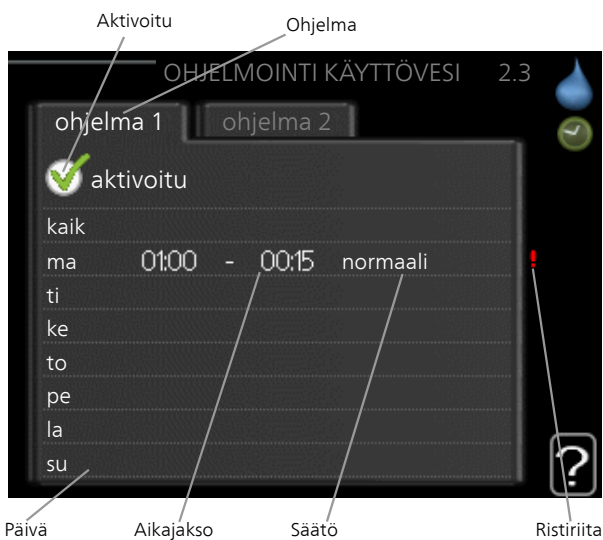 Aktivoitu
Ohjelma
OHJELMOINTI KÄYTTÖVESI 2.3
ohjelma 1 ohjelma 2
aktivoitu
kaik
ma 01:00 - 00:15 normaali
ti
ke
to
pe
la
su
?
Päivä Aikajakso Säätö Ristiriita